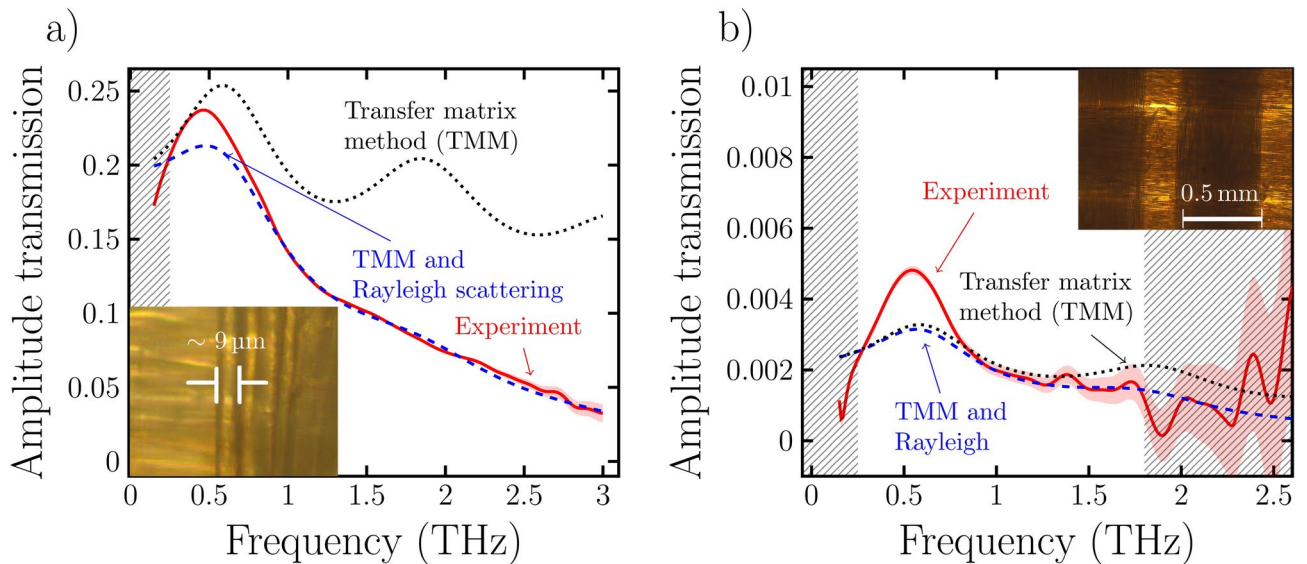 a)
Amplitude transmission
0.25
0.2
0.15
0.1
0.05
0
0
0.5
1
1.5
2
2.5
3
Frequency (THz)
Transfer matrix
method (TMM)
TMM and
Rayleigh scattering
Experiment
~ 9 µm
b)
Amplitude transmission
0.01
0.008
0.006
0.004
0.002
0
0
0.5
1
1.5
2
2.5
Frequency (THz)
0.5 mm
Experiment
Transfer matrix
method (TMM)
TMM and
Rayleigh